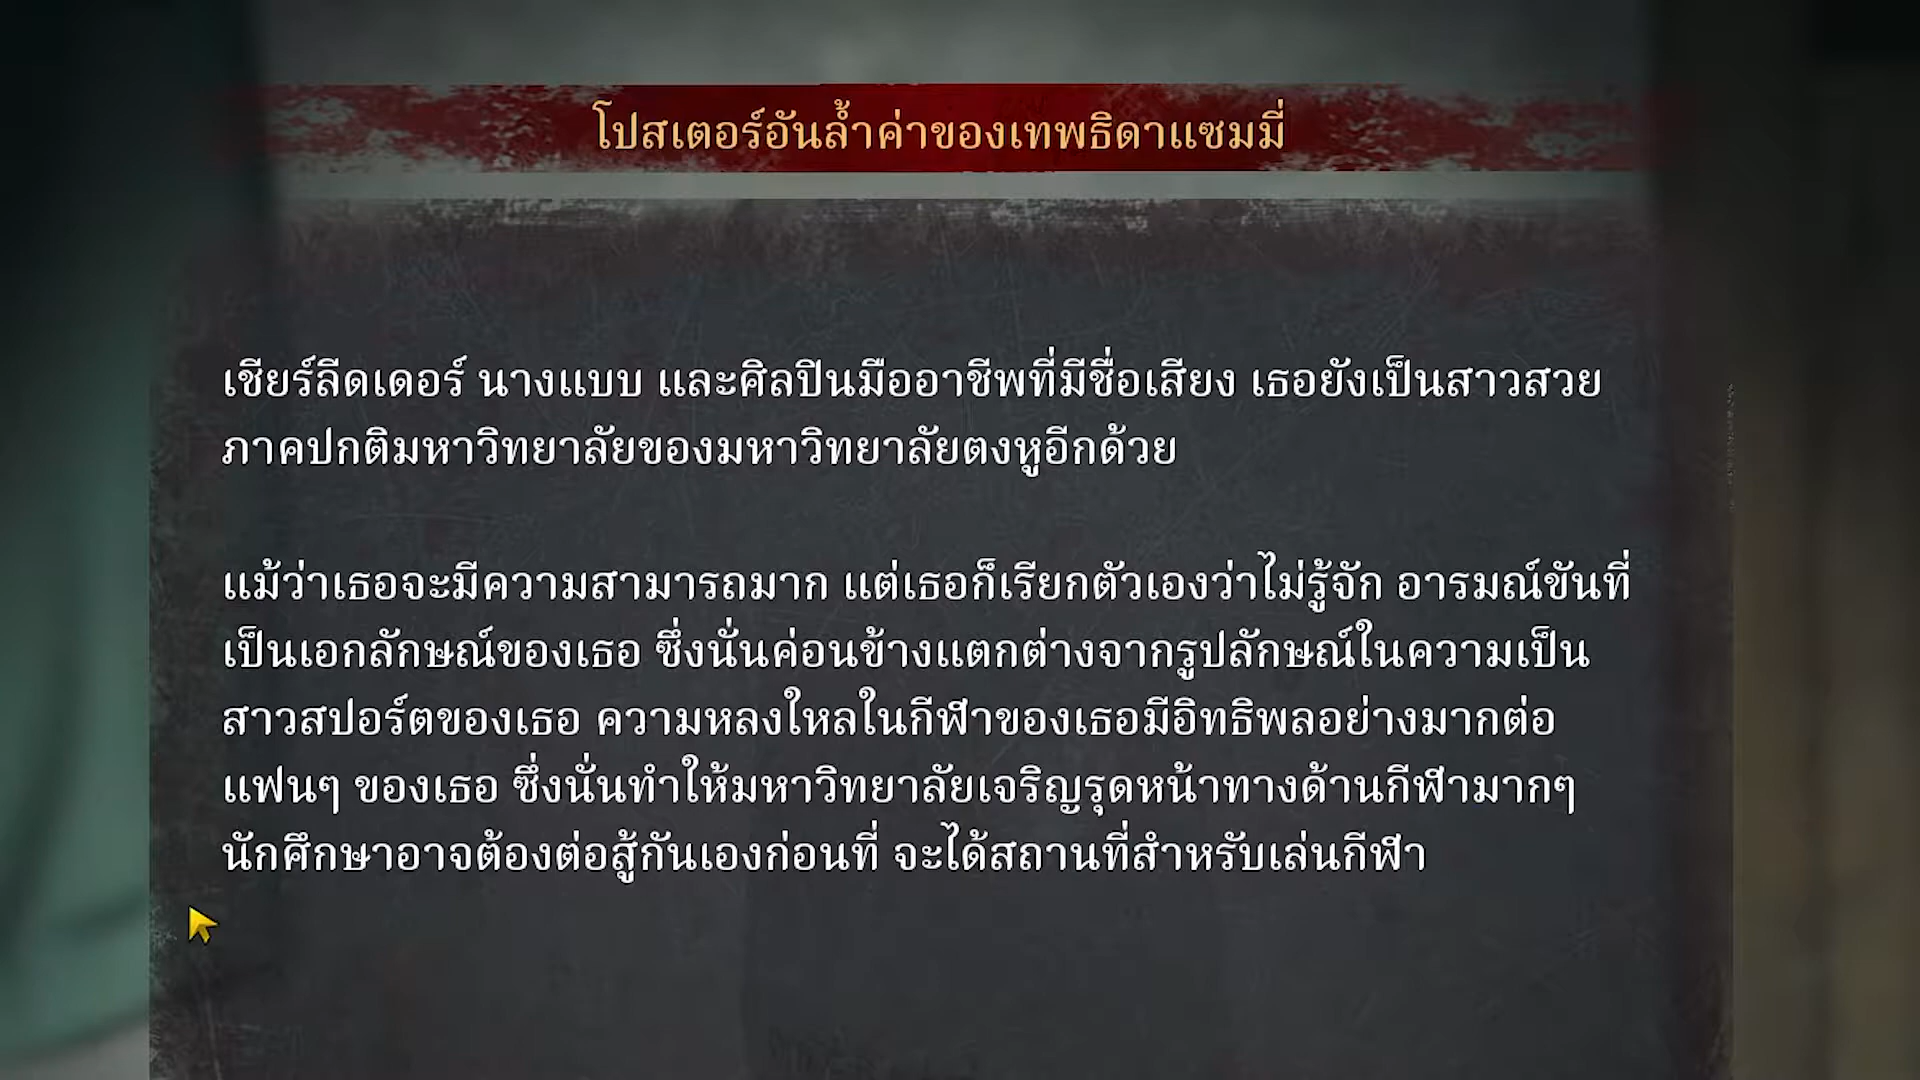 โปสเตอร์อันล้ำค่าของเทพธิดาแซมมี่
เชียร์ลีดเดอร์ นางแบบ และศิลปินมืออาชีพที่มีชื่อเสียง เธอยังเป็นสาวสวย
ภาคปกติมหาวิทยาลัยของมหาวิทยาลัยตงหูอีกด้วย
แม้ว่าเธอจะมีความสามารถมาก แต่เธอก็เรียกตัวเองว่าไม่รู้จัก อารมณ์ขันที่
เป็นเอกลักษณ์ของเธอ ซึ่งนั่นค่อนข้างแตกต่างจากรูปลักษณ์ในความเป็น
สาวสปอร์ตของเธอ ความหลงใหลในกีฬาของเธอมีอิทธิพลอย่างมากต่อ
แฟนๆ ของเธอ ซึ่งนั่นทำให้มหาวิทยาลัยเจริญรุดหน้าทางด้านกีฬามากๆ
นักศึกษาอาจต้องต่อสู้กันเองก่อนที่ จะได้สถานที่สำหรับเล่นกีฬา